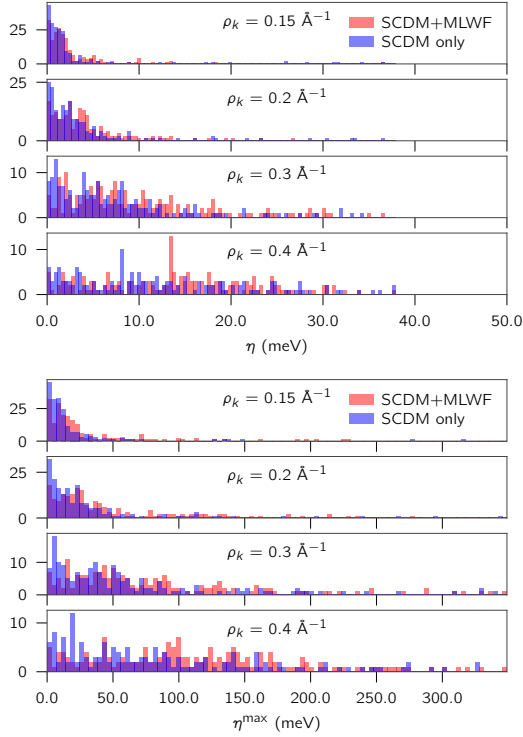 ρk = 0.15 Å−1
SCDM+MLWF
SCDM only
25
0
ρk = 0.2 Å−1
25
0
ρk = 0.3 Å−1
10
0
ρk = 0.4 Å−1
10
0
0.0 10.0 20.0 30.0 40.0 50.0
η (meV)
ρk = 0.15 Å−1
SCDM+MLWF
SCDM only
25
0
ρk = 0.2 Å−1
25
0
ρk = 0.3 Å−1
10
0
ρk = 0.4 Å−1
10
0
0.0 50.0 100.0 150.0 200.0 250.0 300.0
ηmax (meV)